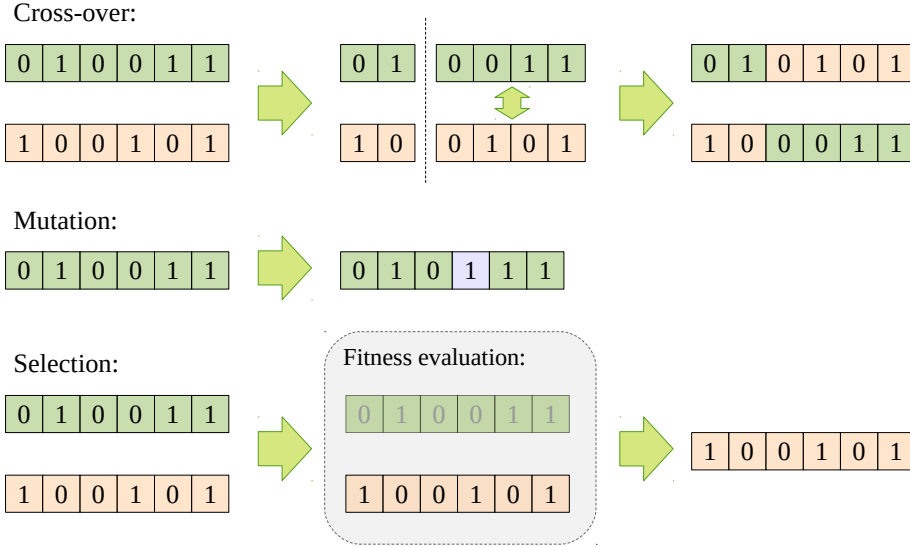 Cross-over:
0 1 0 0 1 1 0 1 0 0 1 1 0 1 0 1 0 1
1 0 0 1 0 1 1 0 0 1 0 1 1 0 0 0 1 1
Mutation:
0 1 0 0 1 1 0 1 0 1 1 1
Selection:
Fitness evaluation:
0 1 0 0 1 1 0 1 0 0 1 1
1 0 0 1 0 1
1 0 0 1 0 1 1 0 0 1 0 1